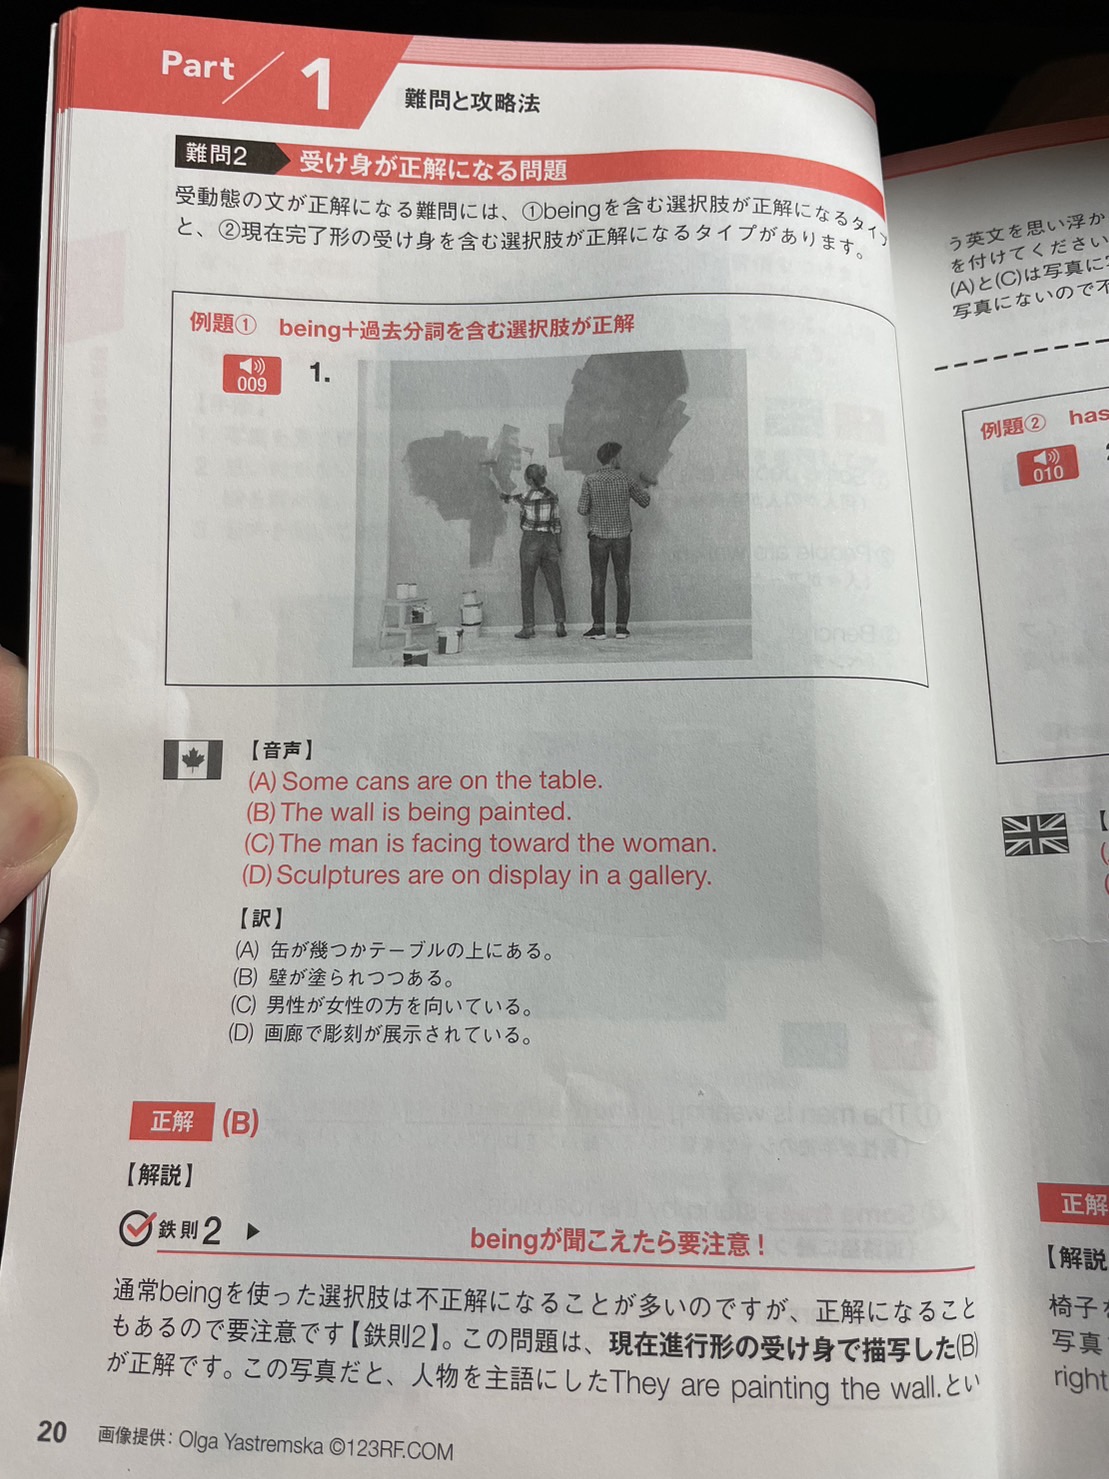 Part 1
難問と攻略法
難問2 受け身が正解になる問題
受動態の文が正解になる難問には、①beingを含む選択肢が正解になるタイプ
と、②現在完了形の受け身を含む選択肢が正解になるタイプがあります。
例題① being+過去分詞を含む選択肢が正解
009
1.
【音声】
(A) Some cans are on the table.
(B) The wall is being painted.
(C) The man is facing toward the woman.
(D) Sculptures are on display in a gallery.
【訳】
(A) 缶が幾つかテーブルの上にある。
(B) 壁が塗られつつある。
(C) 男性が女性の方を向いている。
(D) 画廊で彫刻が展示されている。
正解 (B)
【解説】
鉄則2 ▶ beingが聞こえたら要注意！
通常beingを使った選択肢は不正解になることが多いのですが、正解になること
もあるので要注意です【鉄則2】。この問題は、現在進行形の受け身で描写した(B)
が正解です。この写真だと、人物を主語にしたThey are painting the wall.とい
20 画像提供: Olga Yastremska ©123RF.COM
う英文を思い浮か
を付けてください
(A)と(C)は写真に
写真にないので不
例題② has
010
正解
【解説
椅子
写真
right